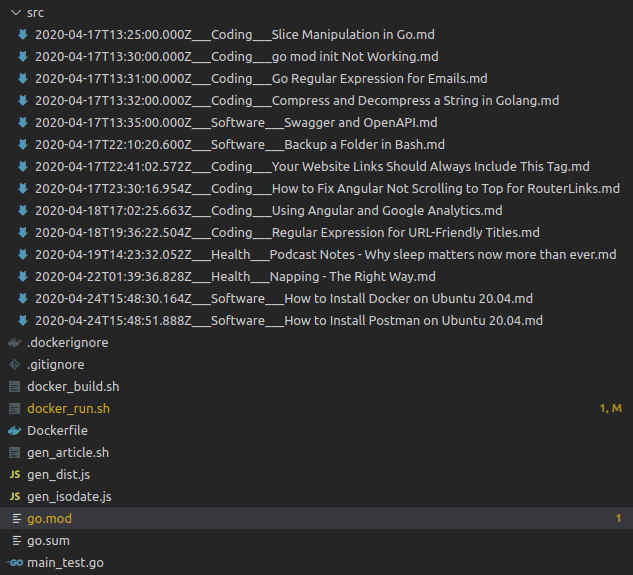 src
2020-04-17T13:25:00.000Z___Coding___Slice Manipulation in Go.md
2020-04-17T13:30:00.000Z___Coding___go mod init Not Working.md
2020-04-17T13:31:00.000Z___Coding___Go Regular Expression for Emails.md
2020-04-17T13:32:00.000Z___Coding___Compress and Decompress a String in Golang.md
2020-04-17T13:35:00.000Z___Software___Swagger and OpenAPI.md
2020-04-17T22:10:20.600Z___Software___Backup a Folder in Bash.md
2020-04-17T22:41:02.572Z___Coding___Your Website Links Should Always Include This Tag.md
2020-04-17T23:30:16.954Z___Coding___How to Fix Angular Not Scrolling to Top for RouterLinks.md
2020-04-18T17:02:25.663Z___Coding___Using Angular and Google Analytics.md
2020-04-18T19:36:22.504Z___Coding___Regular Expression for URL-Friendly Titles.md
2020-04-19T14:23:32.052Z___Health___Podcast Notes - Why sleep matters now more than ever.md
2020-04-22T01:39:36.828Z___Health___Napping - The Right Way.md
2020-04-24T15:48:30.164Z___Software___How to Install Docker on Ubuntu 20.04.md
2020-04-24T15:48:51.888Z___Software___How to Install Postman on Ubuntu 20.04.md
.dockerignore
.gitignore
docker_build.sh
docker_run.sh 1, M
Dockerfile
gen_article.sh
JS gen_dist.js
JS gen_isodate.js
go.mod 1
go.sum
GO main_test.go